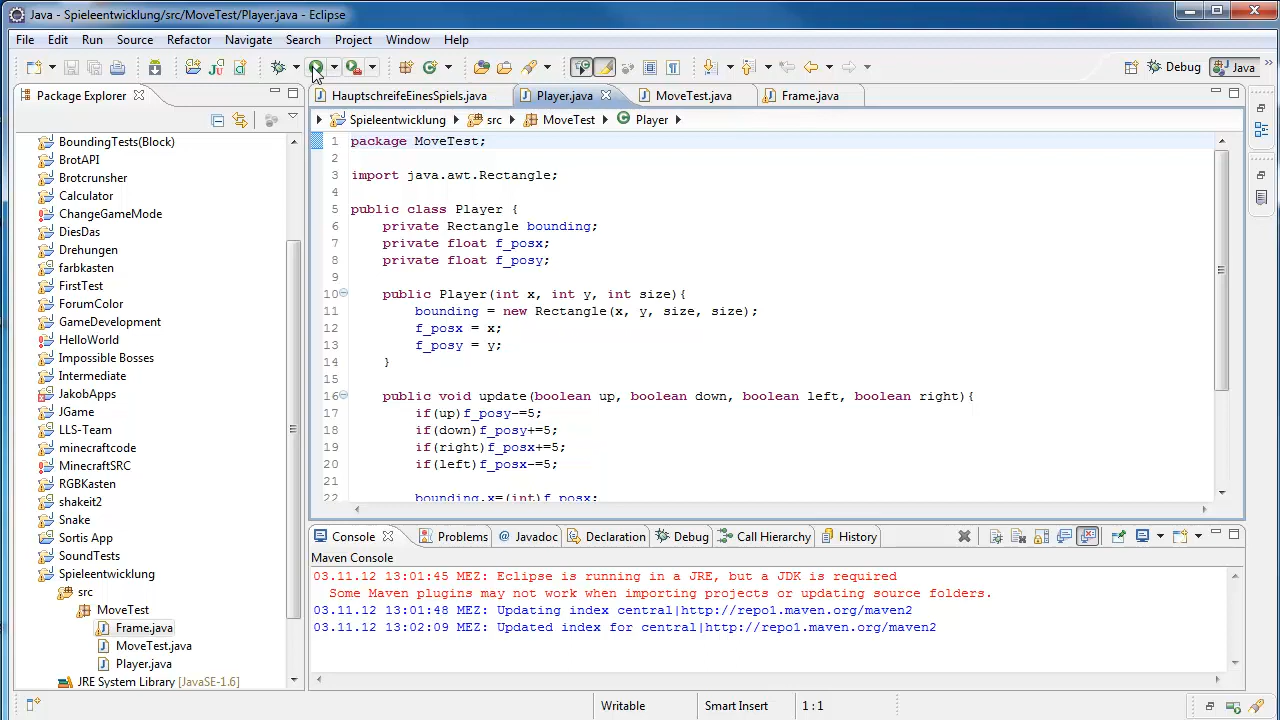 Java - Spieleentwicklung/src/MoveTest/Player.java - Eclipse
File Edit Run Source Refactor Navigate Search Project Window Help
Debug Java
Package Explorer
HauptschreifeEinesSpiels.java Player.java MoveTest.java Frame.java
Spieleentwicklung src MoveTest Player
BoundingTests(Block)
BrotAPI
Brotcrunsher
Calculator
ChangeGameMode
DiesDas
Drehungen
farbkasten
FirstTest
ForumColor
GameDevelopment
HelloWorld
Impossible Bosses
Intermediate
JakobApps
JGame
LLS-Team
minecraftcode
MinecraftSRC
RGBKasten
shakeit2
Snake
Sortis App
SoundTests
Spieleentwicklung
src
MoveTest
Frame.java
MoveTest.java
Player.java
JRE System Library [JavaSE-1.6]
1 package MoveTest;
2
3 import java.awt.Rectangle;
4
5 public class Player {
6 private Rectangle bounding;
7 private float f_posx;
8 private float f_posy;
9
10 public Player(int x, int y, int size){
11 bounding = new Rectangle(x, y, size, size);
12 f_posx = x;
13 f_posy = y;
14 }
15
16 public void update(boolean up, boolean down, boolean left, boolean right){
17 if(up)f_posy-=5;
18 if(down)f_posy+=5;
19 if(right)f_posx+=5;
20 if(left)f_posx-=5;
21
22 bounding.x=(int)f_posx;
Console Problems Javadoc Declaration Debug Call Hierarchy History
Maven Console
03.11.12 13:01:45 MEZ: Eclipse is running in a JRE, but a JDK is required
Some Maven plugins may not work when importing projects or updating source folders.
03.11.12 13:01:48 MEZ: Updating index central|http://repo1.maven.org/maven2
03.11.12 13:02:09 MEZ: Updated index for central|http://repo1.maven.org/maven2
Writable Smart Insert 1 : 1